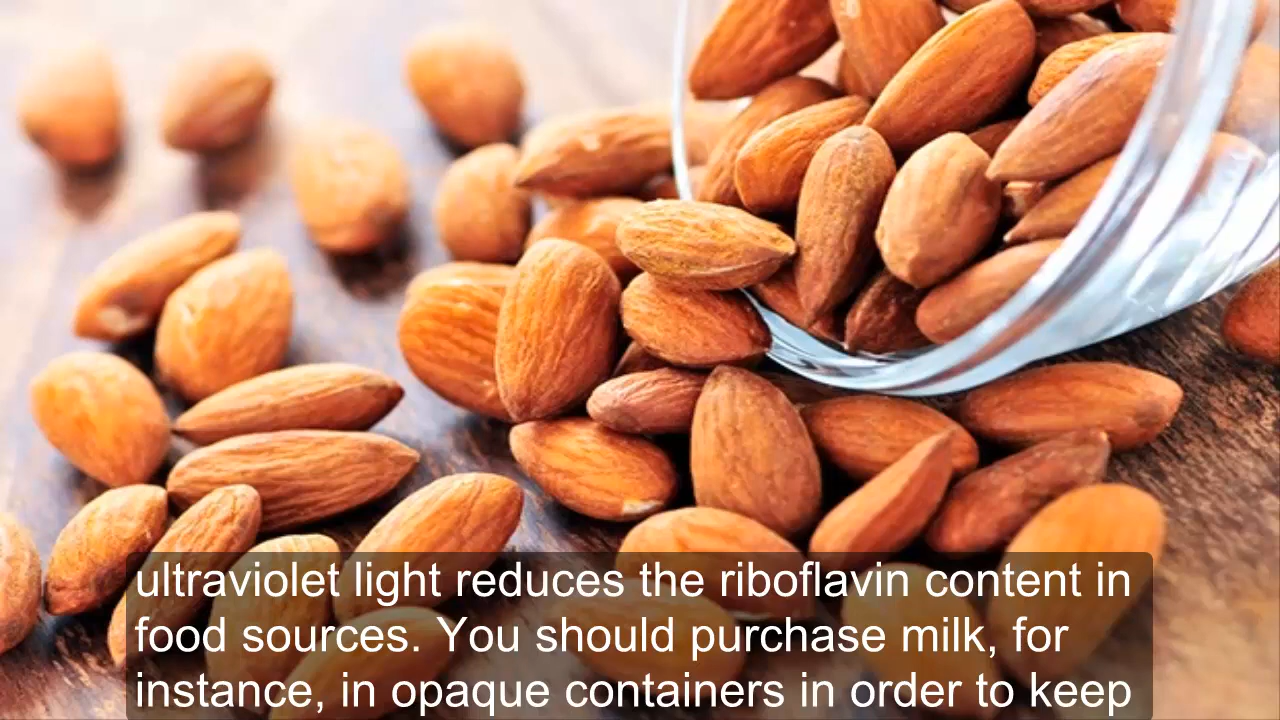 ultraviolet light reduces the riboflavin content in
food sources. You should purchase milk, for
instance, in opaque containers in order to keep